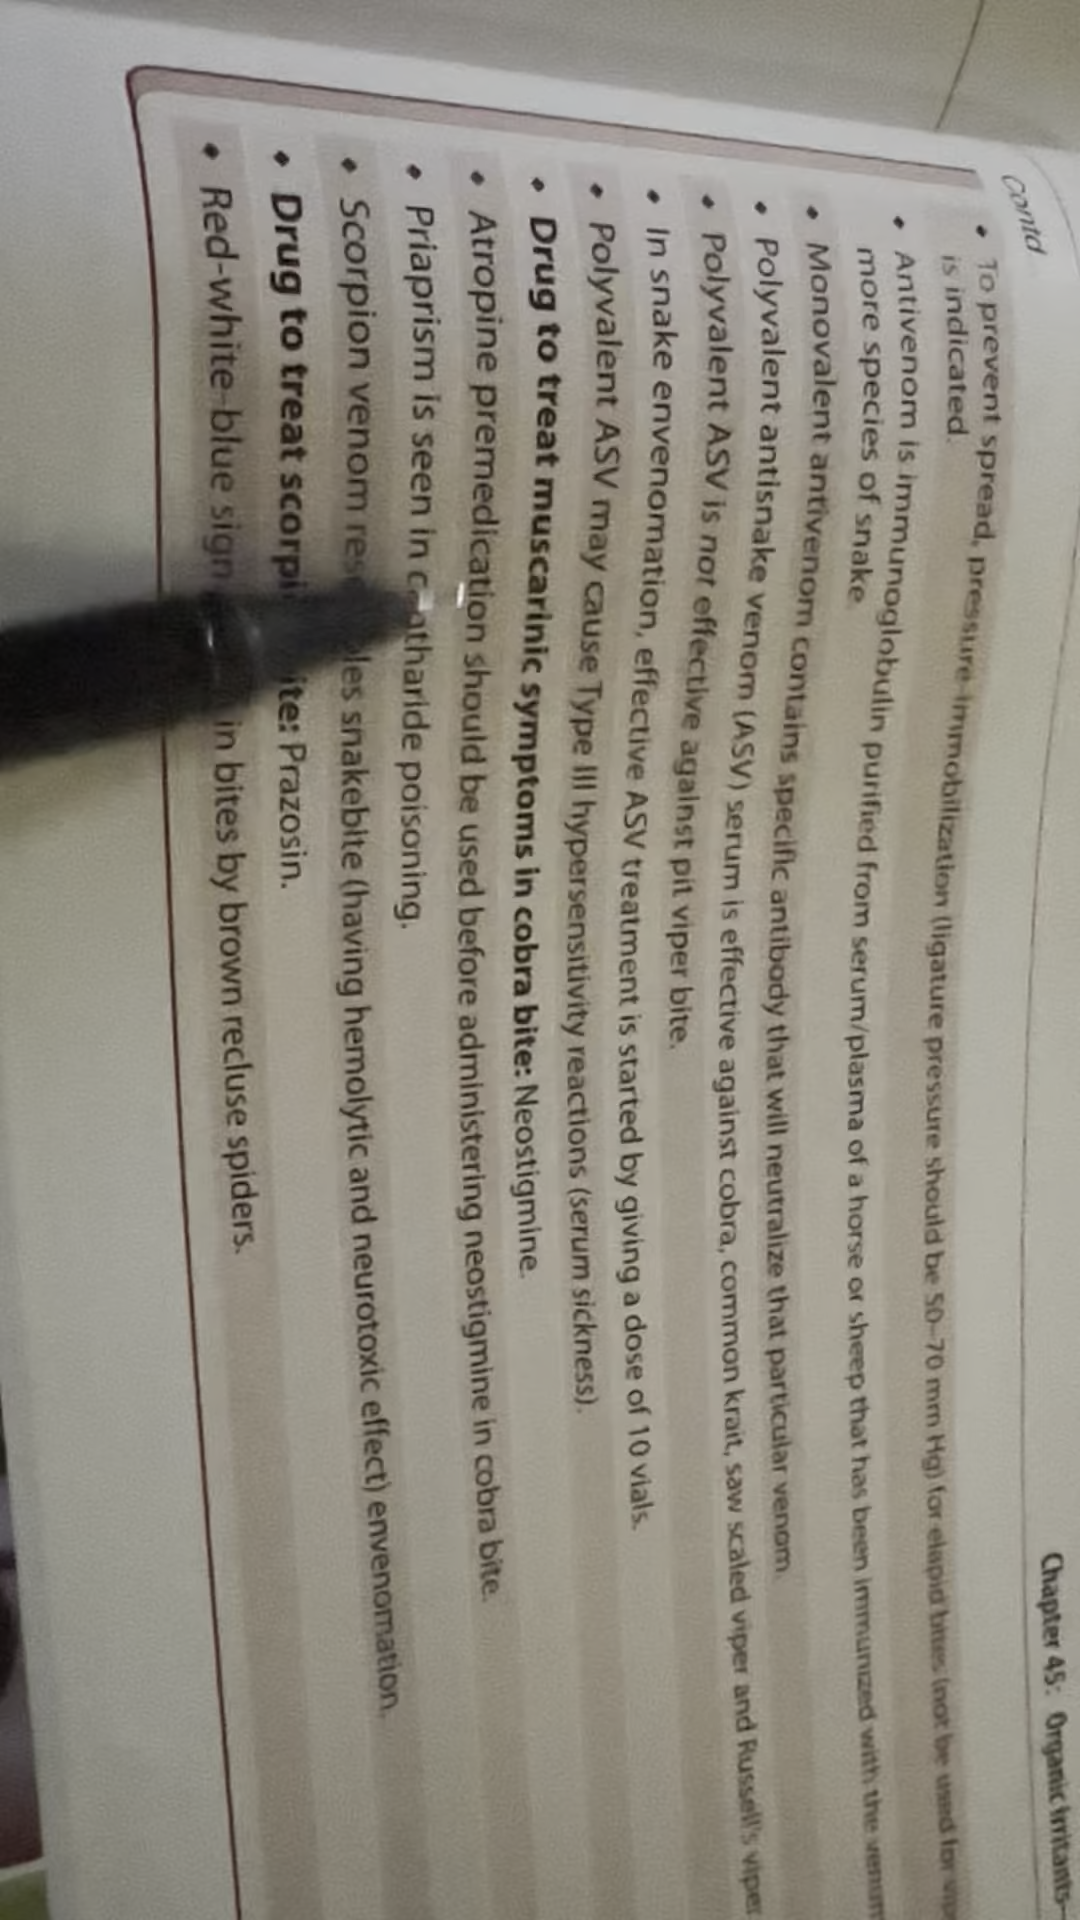 Contd
Chapter 45: Organic Irritants—
• To prevent spread, pressure-immobilization (ligature pressure should be 50–70 mm Hg) for elapid bites (not be used for
is indicated.
• Antivenom is immunoglobulin purified from serum/plasma of a horse or sheep that has been immunized with the venom
more species of snake.
• Monovalent antivenom contains specific antibody that will neutralize that particular venom.
• Polyvalent antisnake venom (ASV) serum is effective against cobra, common krait, saw scaled viper and Russell's viper
• Polyvalent ASV is not effective against pit viper bite.
• In snake envenomation, effective ASV treatment is started by giving a dose of 10 vials.
• Polyvalent ASV may cause Type III hypersensitivity reactions (serum sickness).
• Drug to treat muscarinic symptoms in cobra bite: Neostigmine.
• Atropine premedication should be used before administering neostigmine in cobra bite.
• Priaprism is seen in poisoning.
• Scorpion venom snakebite (having hemolytic and neurotoxic effect) envenomation.
• Drug to treat Prazosin.
• Red-white-blue sign in bites by brown recluse spiders.